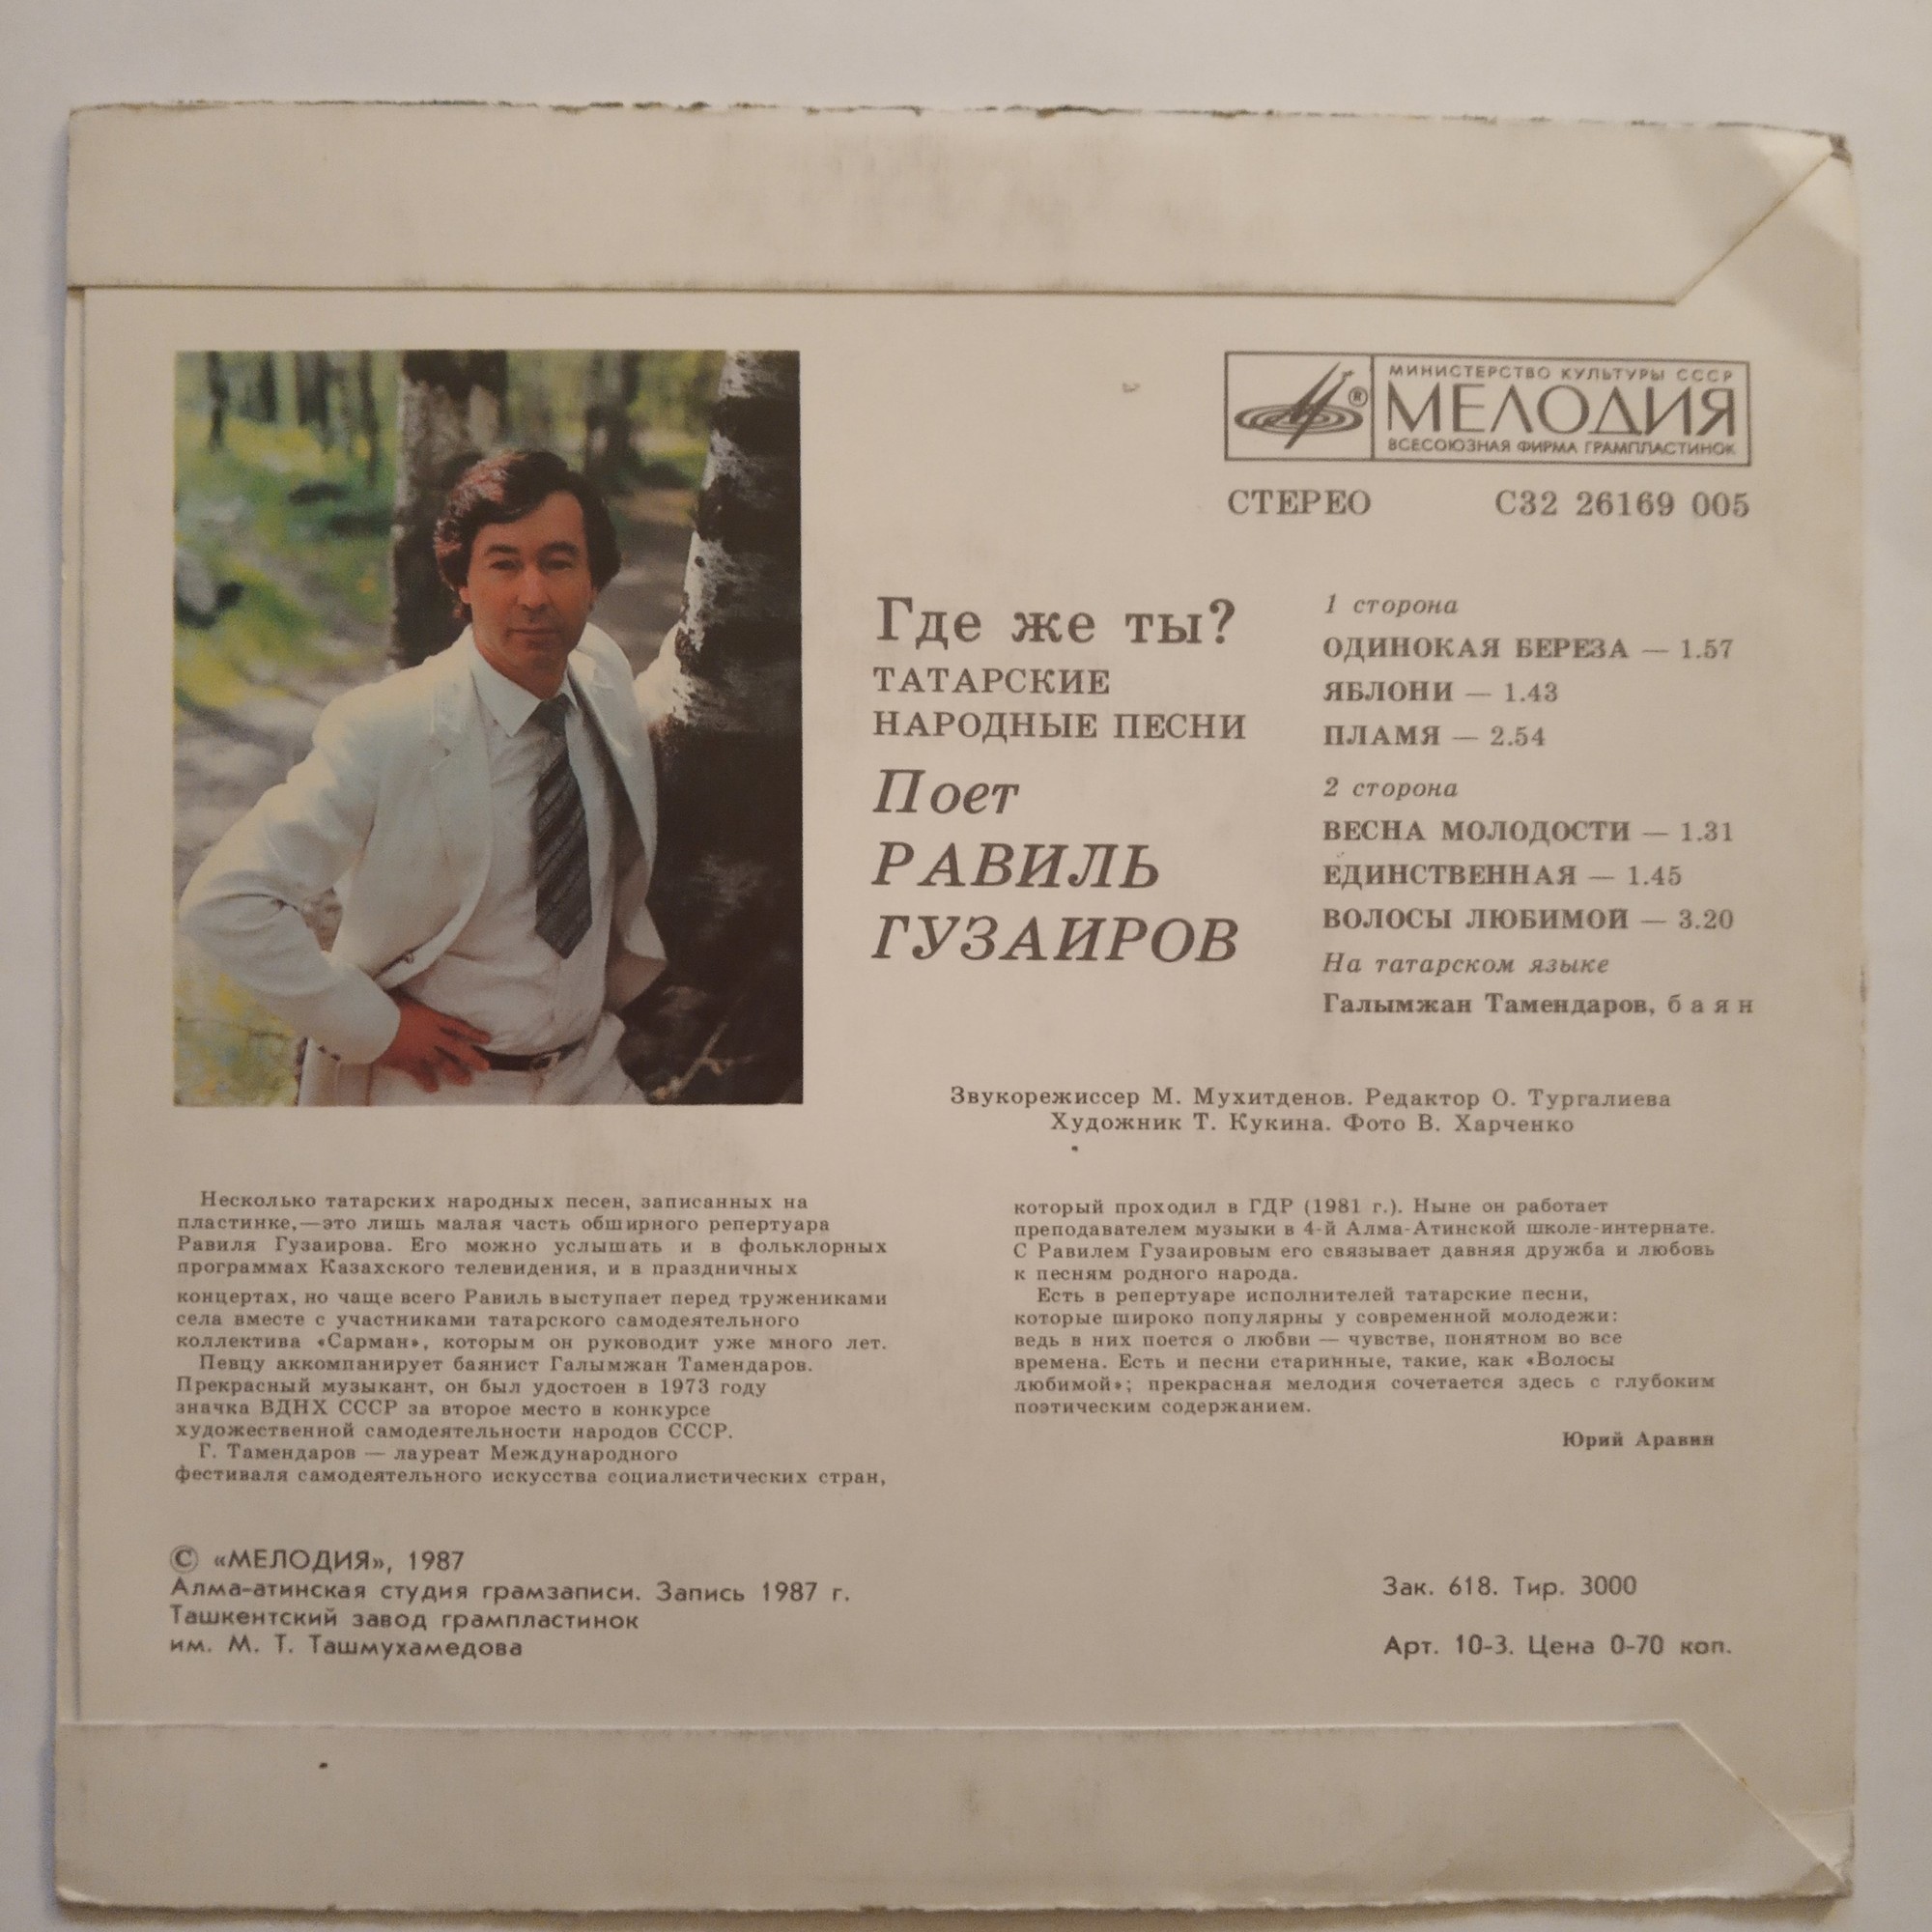 МИНИСТЕРСТВО КУЛЬТУРЫ СССР
МЕЛОДИЯ
ВСЕСОЮЗНАЯ ФИРМА ГРАМПЛАСТИНОК
СТЕРЕО С32 26169 005
Где же ты?
ТАТАРСКИЕ
НАРОДНЫЕ ПЕСНИ
Поет
РАВИЛЬ
ГУЗАИРОВ
1 сторона
ОДИНОКАЯ БЕРЕЗА — 1.57
ЯБЛОНИ — 1.43
ПЛАМЯ — 2.54
2 сторона
ВЕСНА МОЛОДОСТИ — 1.31
ЕДИНСТВЕННАЯ — 1.45
ВОЛОСЫ ЛЮБИМОЙ — 3.20
На татарском языке
Галымжан Тамендаров, баян
Звукорежиссер М. Мухитденов. Редактор О. Тургалиева
Художник Т. Кукина. Фото В. Харченко
Несколько татарских народных песен, записанных на
пластинке,—это лишь малая часть обширного репертуара
Равиля Гузаирова. Его можно услышать и в фольклорных
программах Казахского телевидения, и в праздничных
концертах, но чаще всего Равиль выступает перед тружениками
села вместе с участниками татарского самодеятельного
коллектива «Сарман», которым он руководит уже много лет.
Певцу аккомпанирует баянист Галымжан Тамендаров.
Прекрасный музыкант, он был удостоен в 1973 году
значка ВДНХ СССР за второе место в конкурсе
художественной самодеятельности народов СССР.
Г. Тамендаров — лауреат Международного
фестиваля самодеятельного искусства социалистических стран,
который проходил в ГДР (1981 г.). Ныне он работает
преподавателем музыки в 4-й Алма-Атинской школе-интернате.
С Равилем Гузаировым его связывает давняя дружба и любовь
к песням родного народа.
Есть в репертуаре исполнителей татарские песни,
которые широко популярны у современной молодежи:
ведь в них поется о любви — чувстве, понятном во все
времена. Есть и песни старинные, такие, как «Волосы
любимой»; прекрасная мелодия сочетается здесь с глубоким
поэтическим содержанием.
Юрий Аравин
© «МЕЛОДИЯ», 1987
Алма-атинская студия грамзаписи. Запись 1987 г.
Ташкентский завод грампластинок
им. М. Т. Ташмухамедова
Зак. 618. Тир. 3000
Арт. 10-3. Цена 0-70 коп.